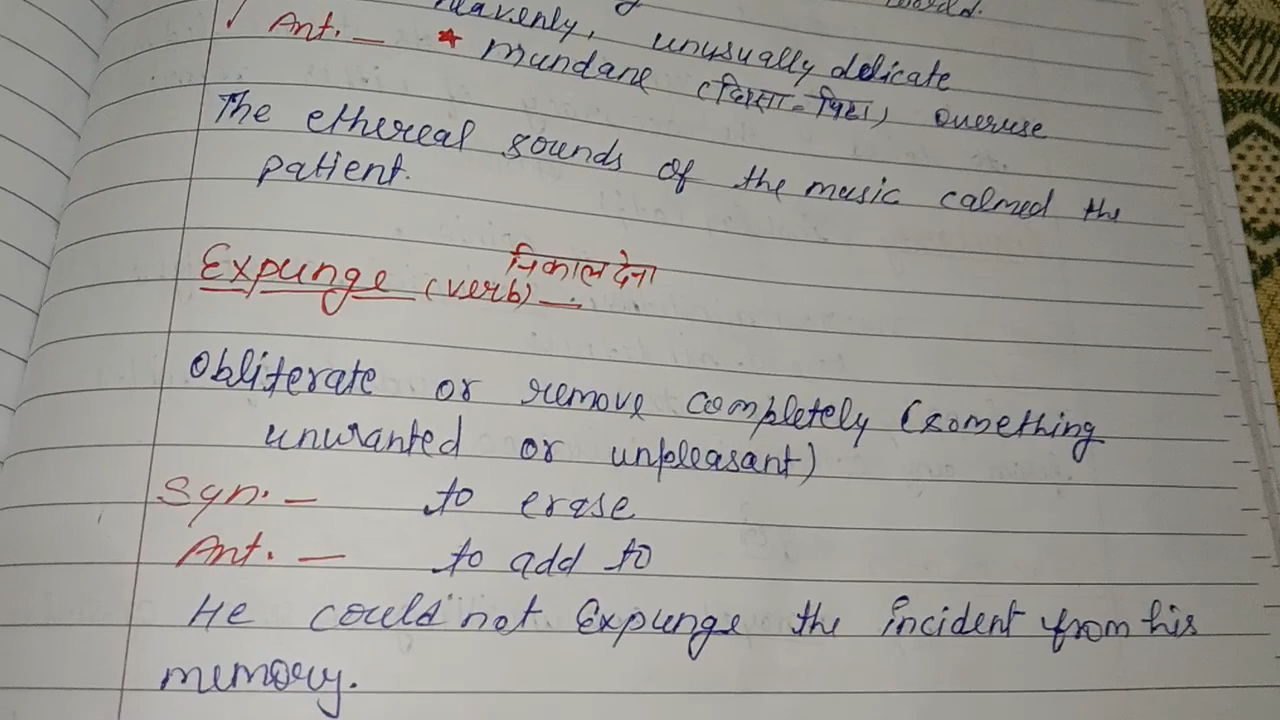 world.
heavenly, unusually delicate
Ant. - * mundane (घिसा-पिटा) overuse
The ethereal sounds of the music calmed the
patient.
निकाल देना
Expunge (verb) -
Obliterate or remove completely (something
unwanted or unpleasant)
Syn. - to erase
Ant. - to add to
He could not Expunge the incident from his
memory.